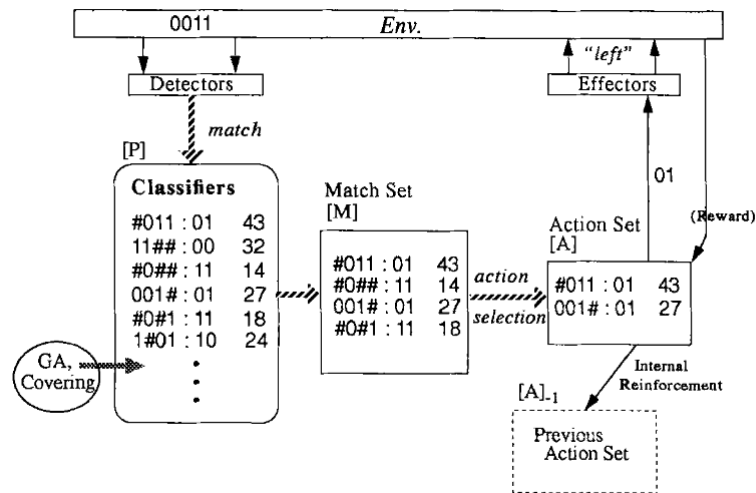 0011 Env.
"left"
Detectors
Effectors
match
[P]
Classifiers
#011 : 01 43
11## : 00 32
#0## : 11 14
001# : 01 27
#0#1 : 11 18
1#01 : 10 24
GA,
Covering
Match Set
[M]
#011 : 01 43
#0## : 11 14
001# : 01 27
#0#1 : 11 18
action
selection
01
(Reward)
Action Set
[A]
#011 : 01 43
001# : 01 27
Internal
Reinforcement
[A]-1
Previous
Action Set